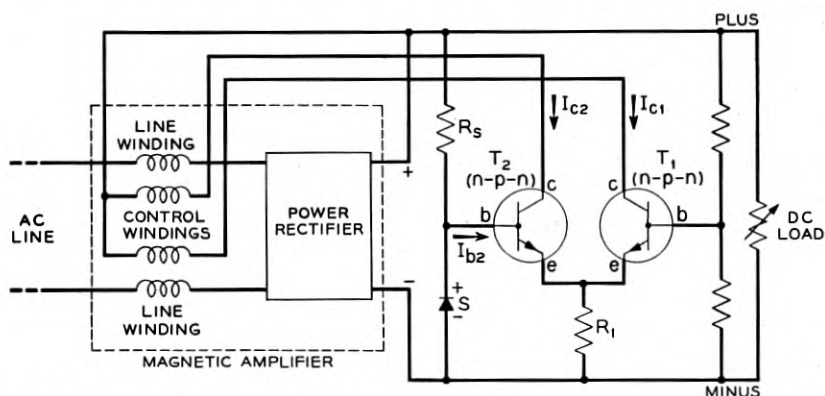 PLUS
LINE
WINDING
AC
LINE
CONTROL
WINDINGS
LINE
WINDING
MAGNETIC AMPLIFIER
POWER
RECTIFIER
+
−
RS
b
Ib2
+
S
−
IC2
T2
(n-p-n)
c
e
R1
IC1
T1
(n-p-n)
c
b
e
DC
LOAD
MINUS